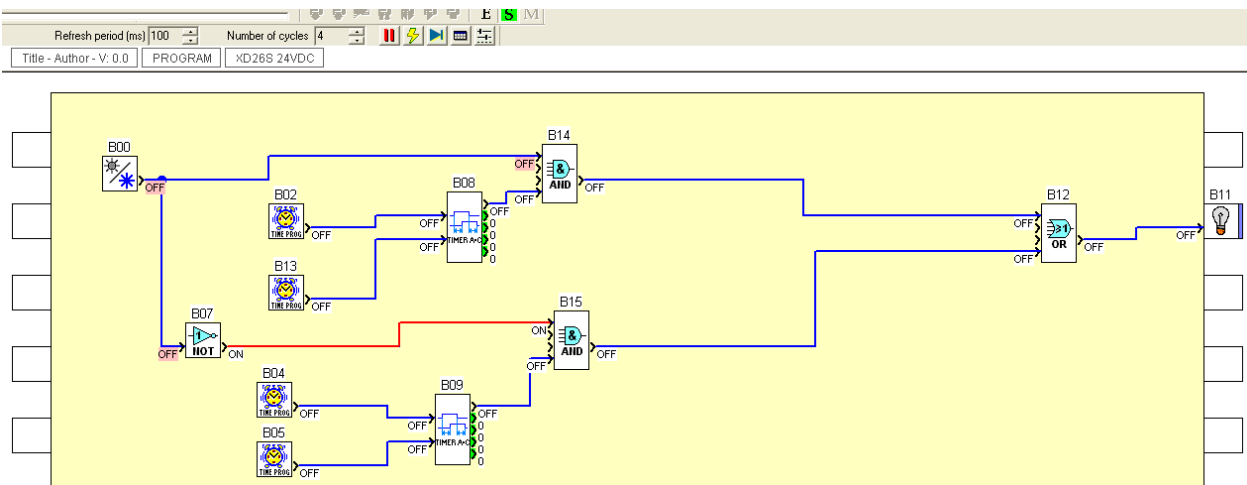 E S M
Refresh period (ms) 100 Number of cycles 4
Title - Author - V: 0.0 PROGRAM XD26S 24VDC
B14
B00
OFF
&
AND
OFF
OFF
OFF
B08
B02
OFF
OFF
0
0
0
0
TIMER A-C
TIME PROG
OFF
OFF
B12
OFF
≥1
OR
OFF
OFF
B11
OFF
B13
TIME PROG
OFF
B15
ON
&
AND
OFF
OFF
B07
1
NOT
OFF
ON
B04
TIME PROG
OFF
B09
OFF
OFF
0
0
0
0
TIMER A-C
OFF
B05
TIME PROG
OFF